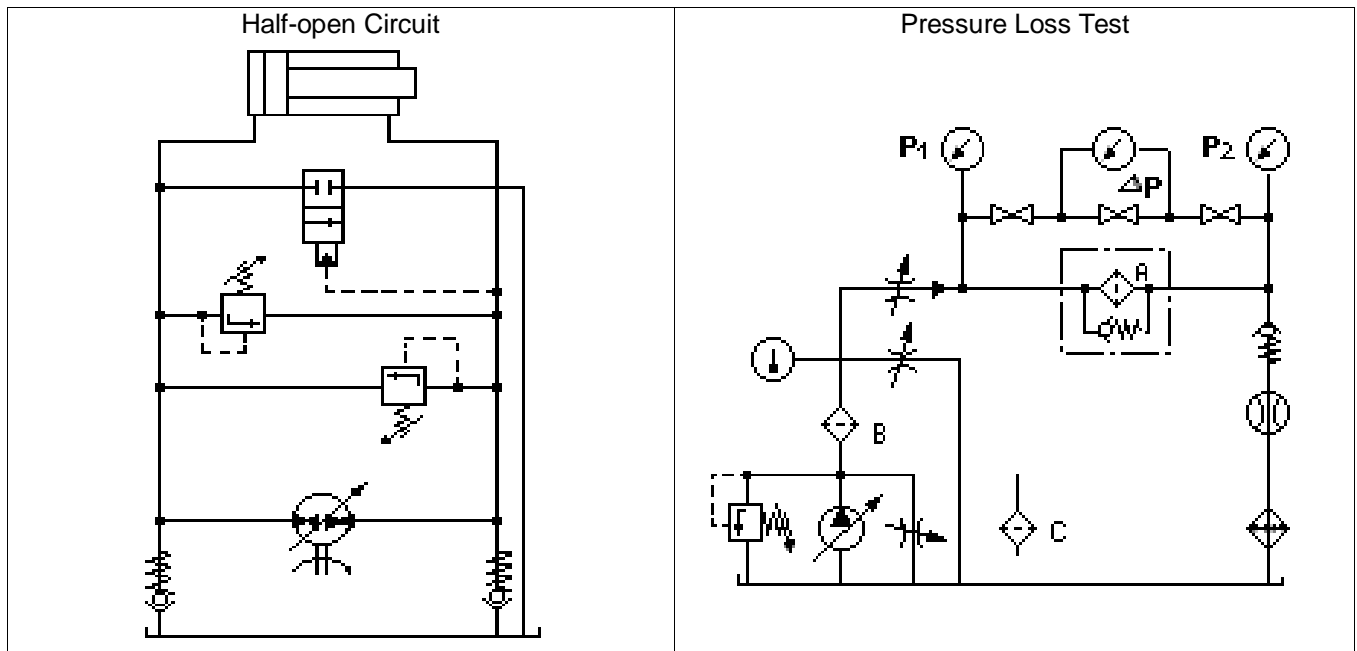 Half-open Circuit
Pressure Loss Test
P1
P2
ΔP
A
B
C